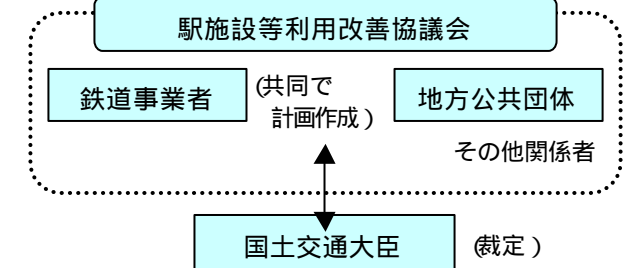 駅施設等利用改善協議会
鉄道事業者
(共同で
計画作成)
地方公共団体
その他関係者
国土交通大臣
(裁定)